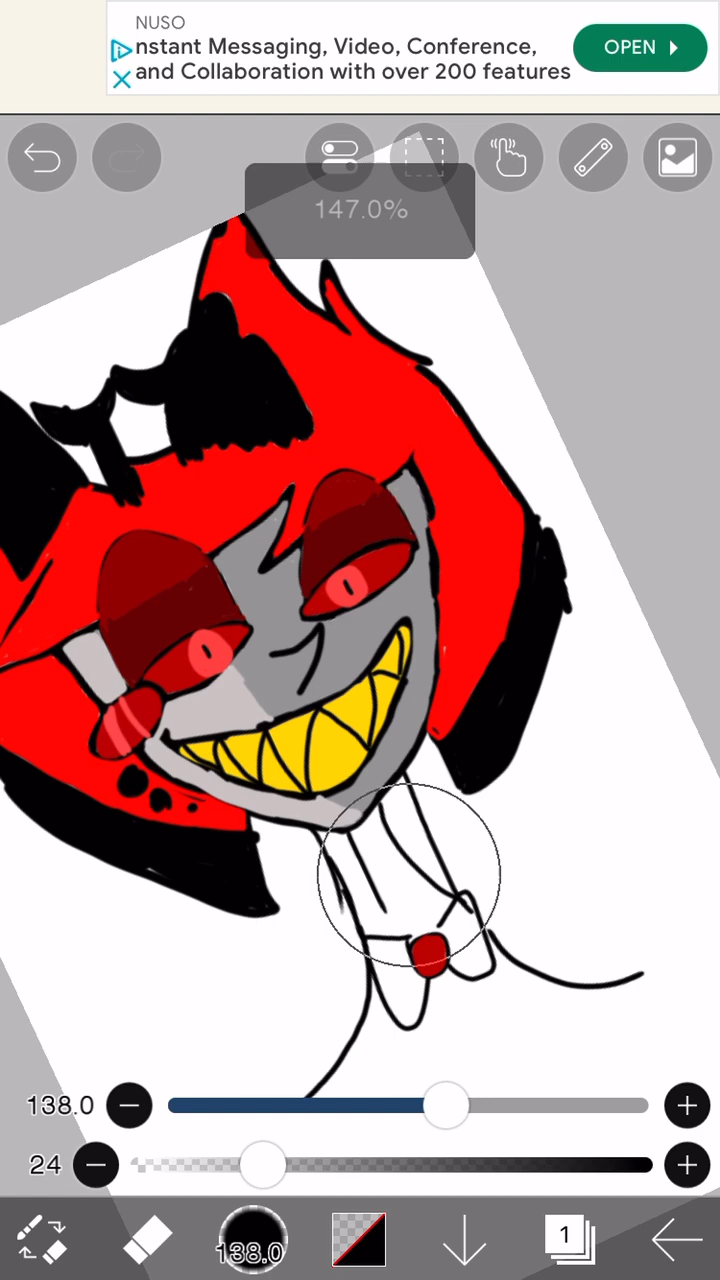 NUSO
nstant Messaging, Video, Conference,
and Collaboration with over 200 features
OPEN
147.0%
138.0
24
138.0
1